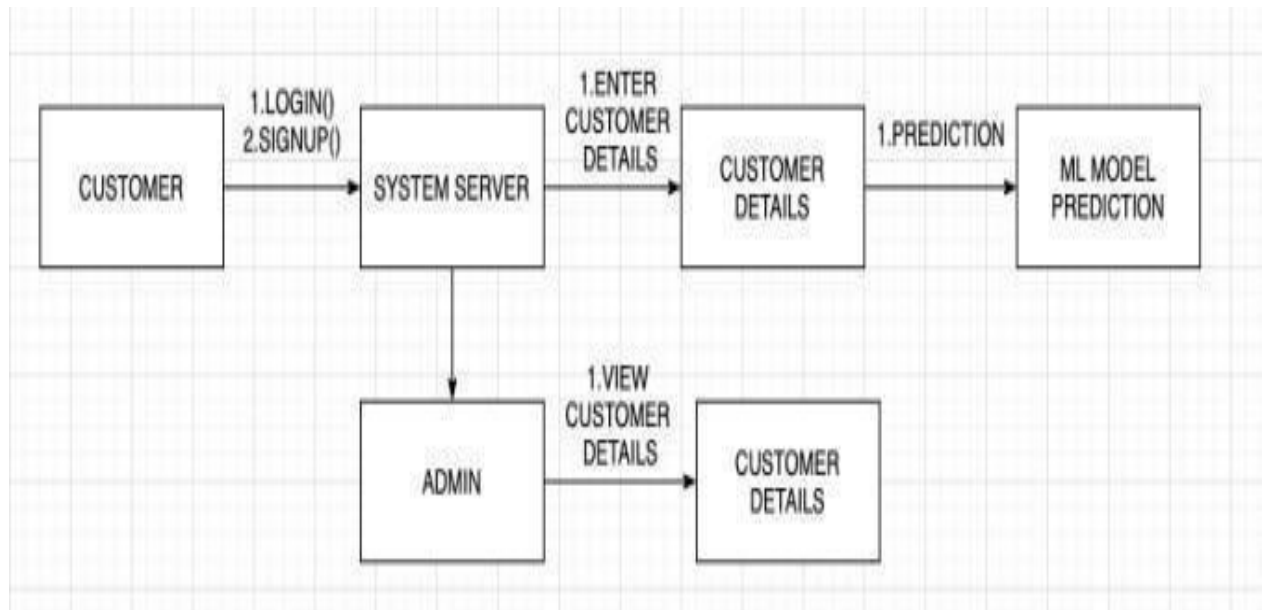 1.LOGIN()
2.SIGNUP()
1.ENTER
CUSTOMER
DETAILS
1.PREDICTION
CUSTOMER
SYSTEM SERVER
CUSTOMER
DETAILS
ML MODEL
PREDICTION
1.VIEW
CUSTOMER
DETAILS
ADMIN
CUSTOMER
DETAILS